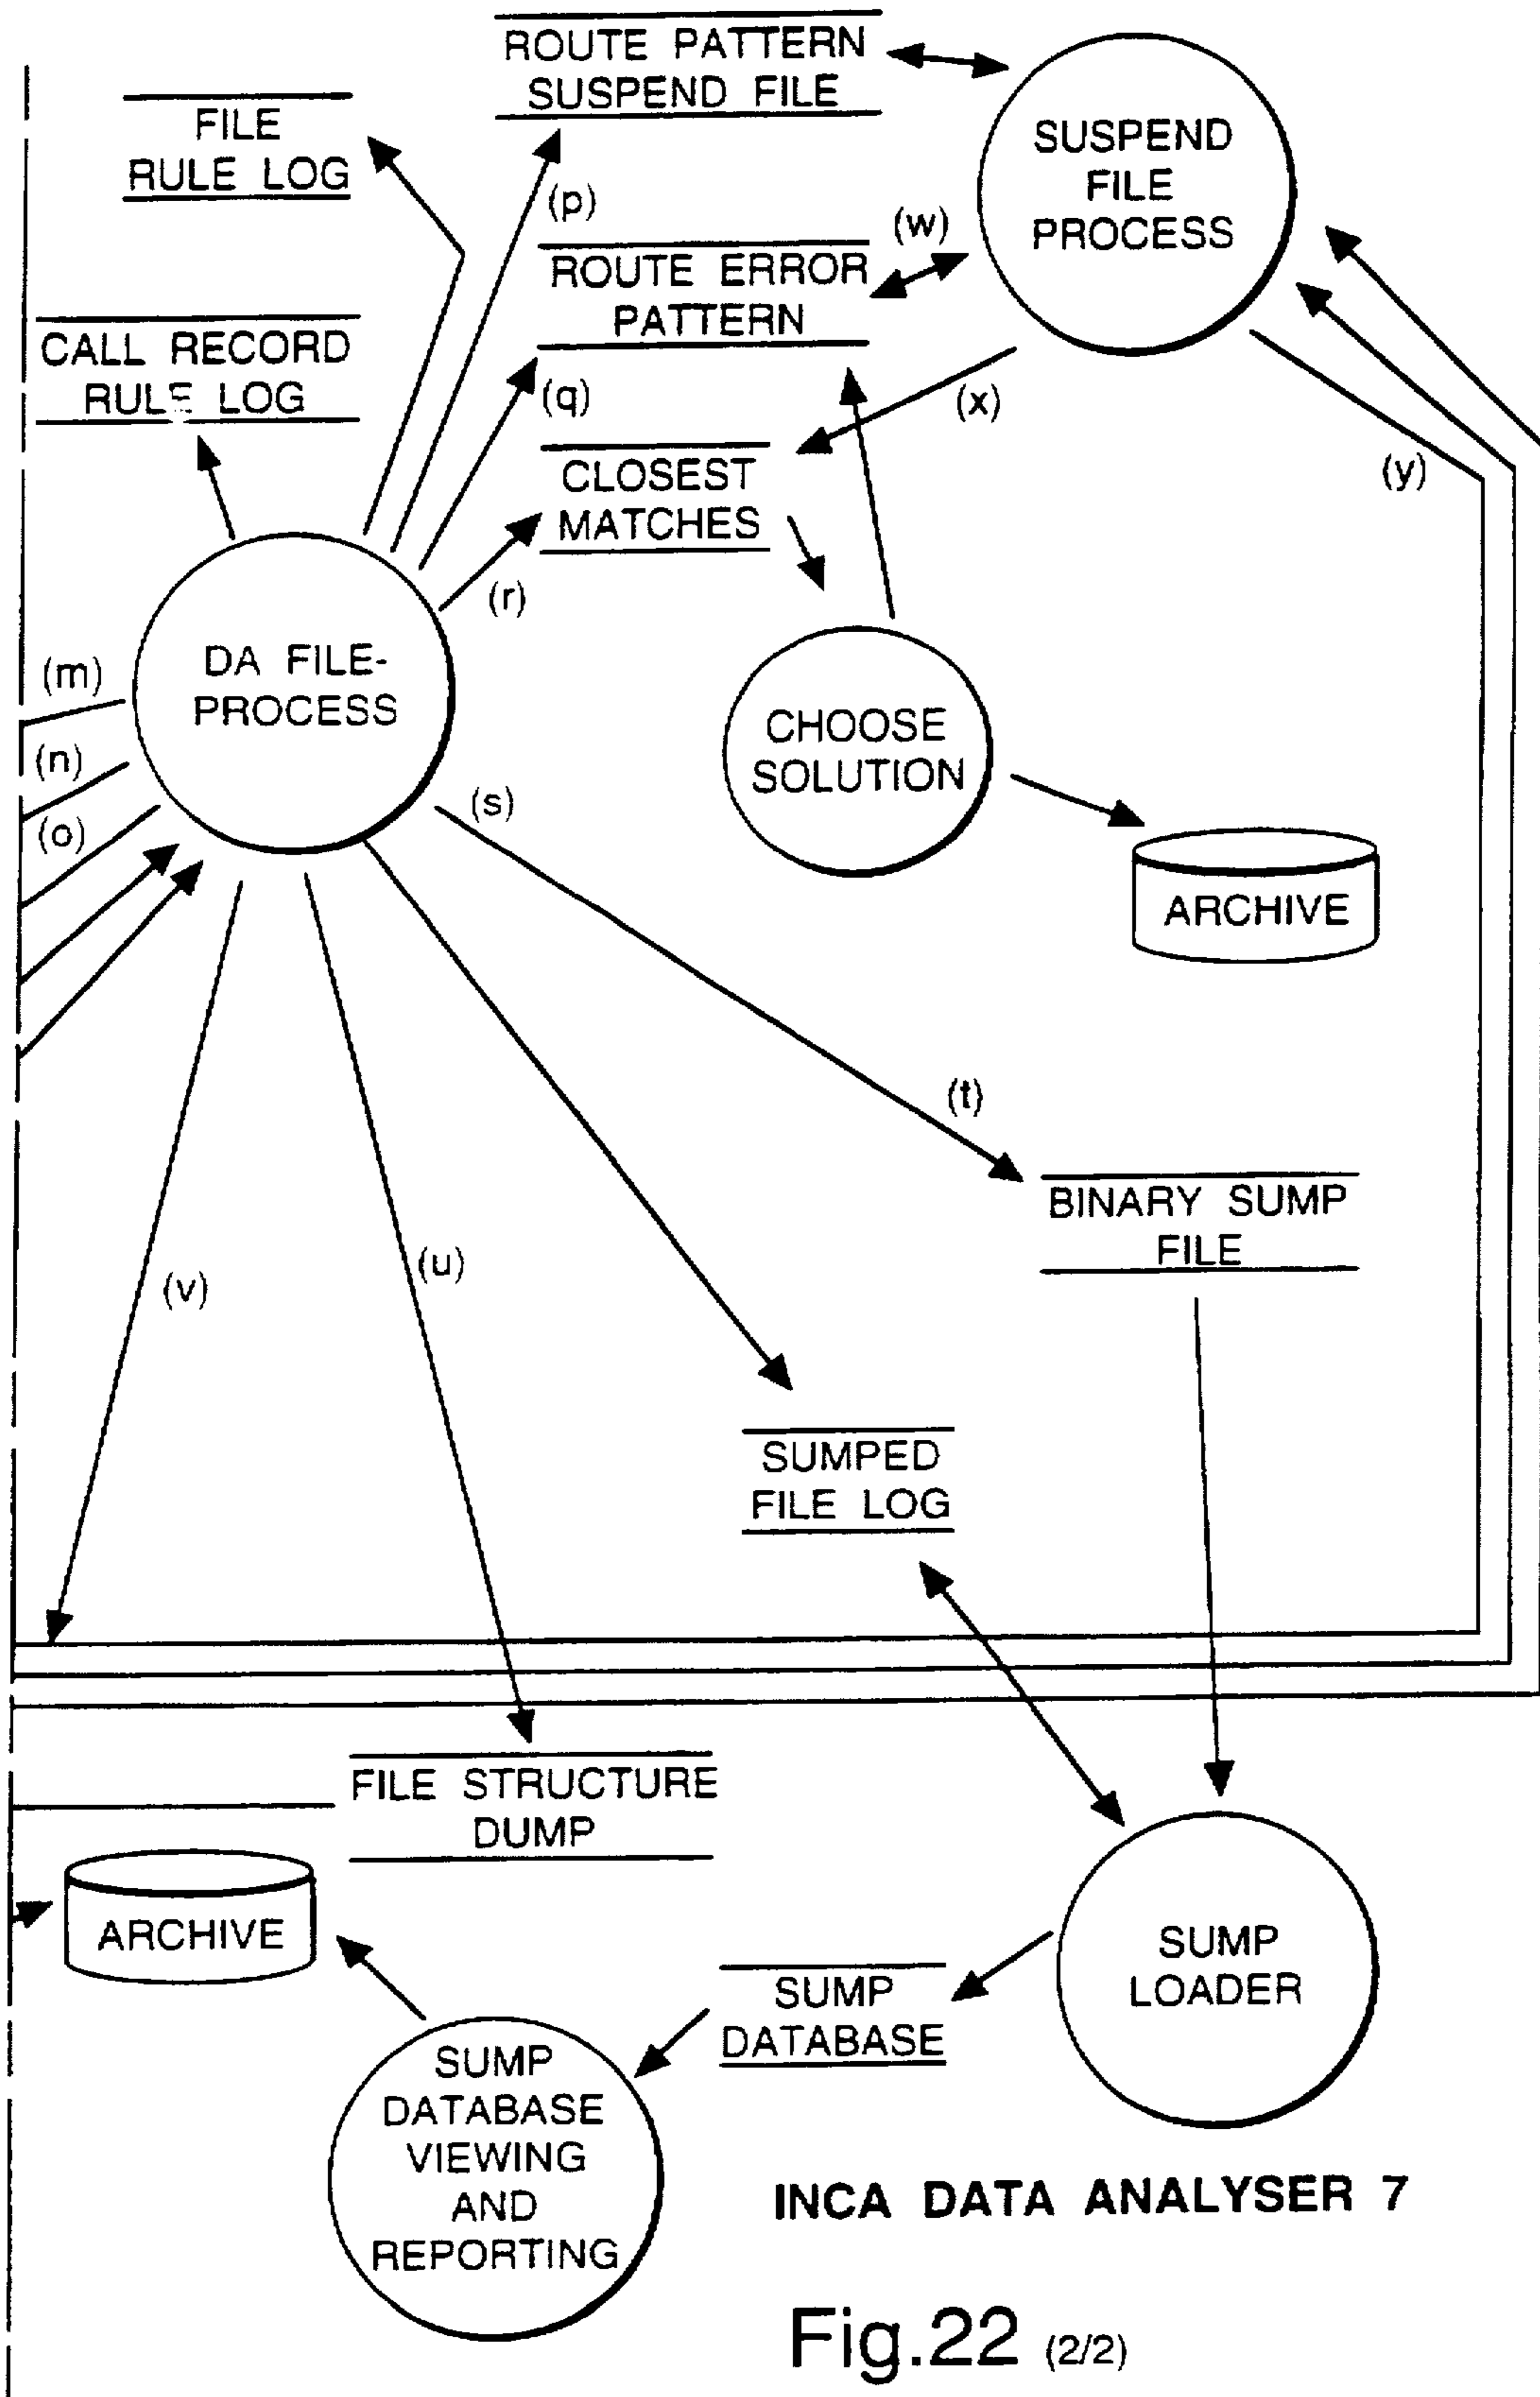 ROUTE PATTERN
SUSPEND FILE
FILE
RULE LOG
SUSPEND
FILE
PROCESS
(p)
(w)
ROUTE ERROR
PATTERN
CALL RECORD
RULE LOG
(q)
(x)
(y)
CLOSEST
MATCHES
(r)
DA FILE-
PROCESS
(m)
(n)
(o)
CHOOSE
SOLUTION
(s)
ARCHIVE
(t)
BINARY SUMP
FILE
(v)
(u)
SUMPED
FILE LOG
FILE STRUCTURE
DUMP
ARCHIVE
SUMP
LOADER
SUMP
DATABASE
SUMP
DATABASE
VIEWING
AND
REPORTING
INCA DATA ANALYSER 7
Fig.22 (2/2)